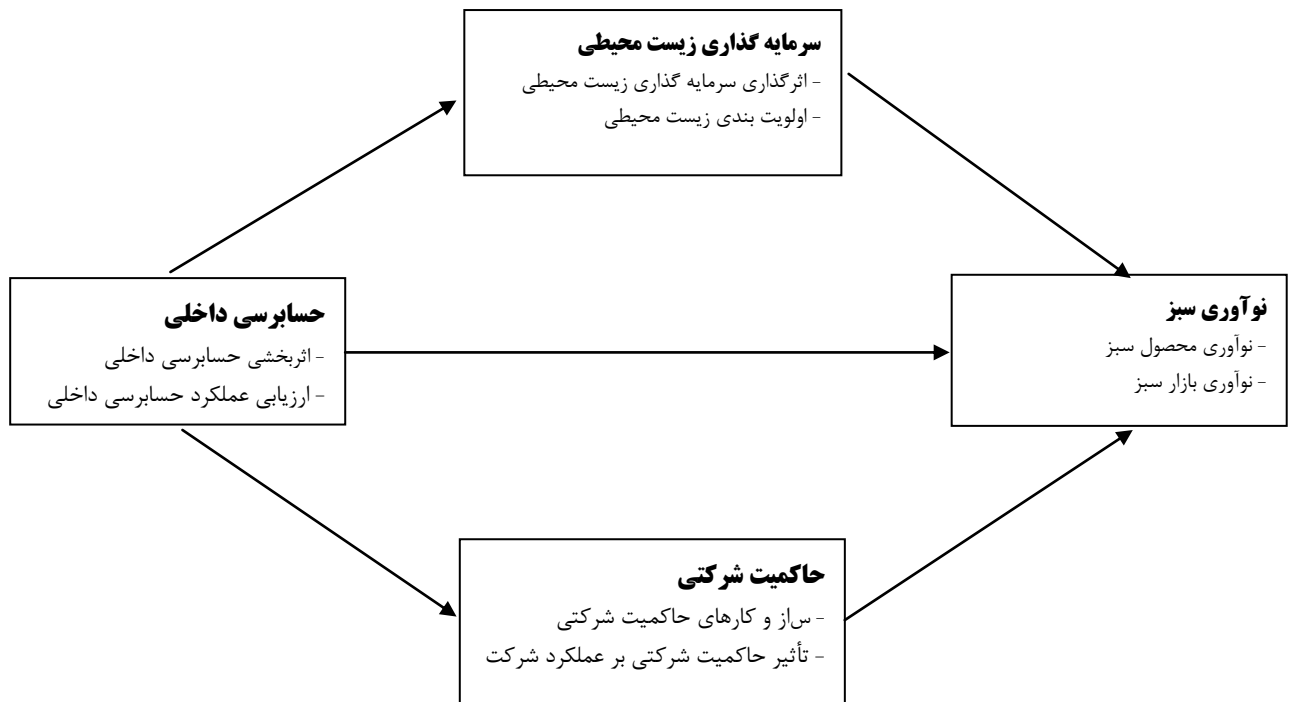 سرمایه گذاری زیست محیطی
- اثرگذاری سرمایه گذاری زیست محیطی
- اولویت بندی زیست محیطی
نوآوری سبز
- نوآوری محصول سبز
- نوآوری بازار سبز
حسابرسی داخلی
- اثربخشی حسابرسی داخلی
- ارزیابی عملکرد حسابرسی داخلی
حاکمیت شرکتی
- ساز و کارهای حاکمیت شرکتی
- تأثیر حاکمیت شرکتی بر عملکرد شرکت